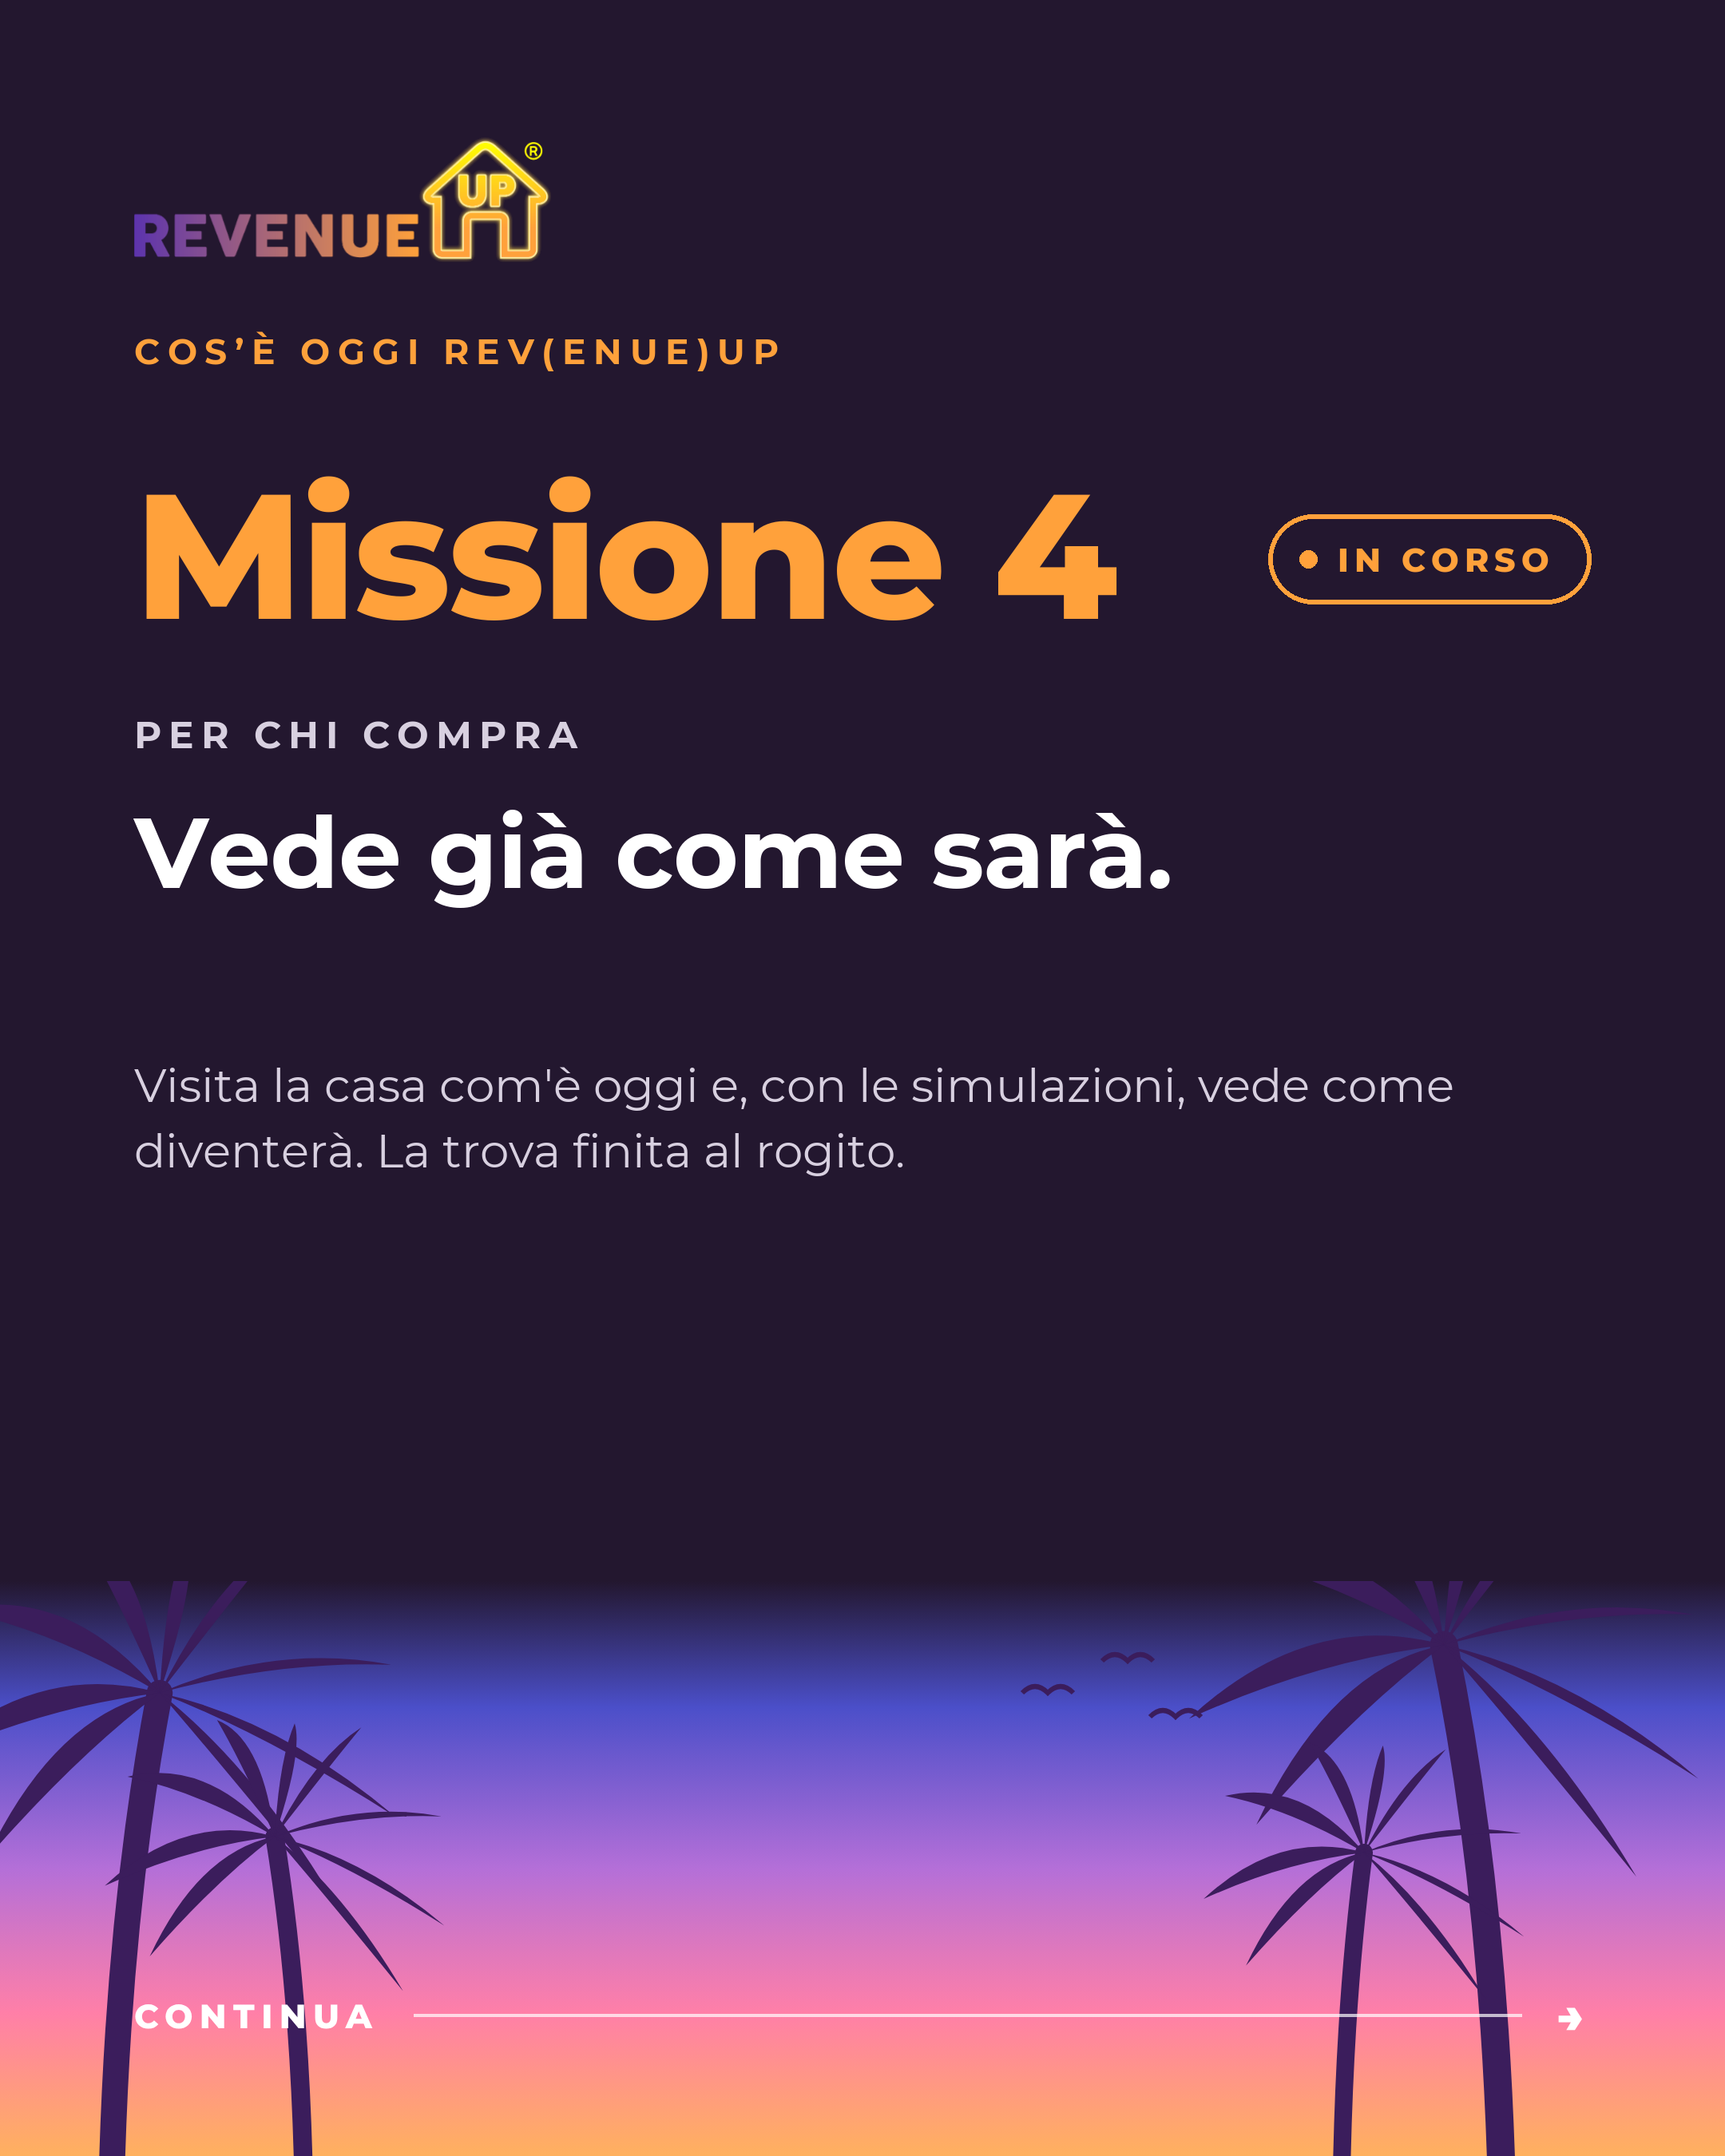 REVENUE UP ®
COS’È OGGI REV(ENUE)UP
Missione 4
IN CORSO
PER CHI COMPRA
Vede già come sarà.
Visita la casa com'è oggi e, con le simulazioni, vede come
diventerà. La trova finita al rogito.
CONTINUA